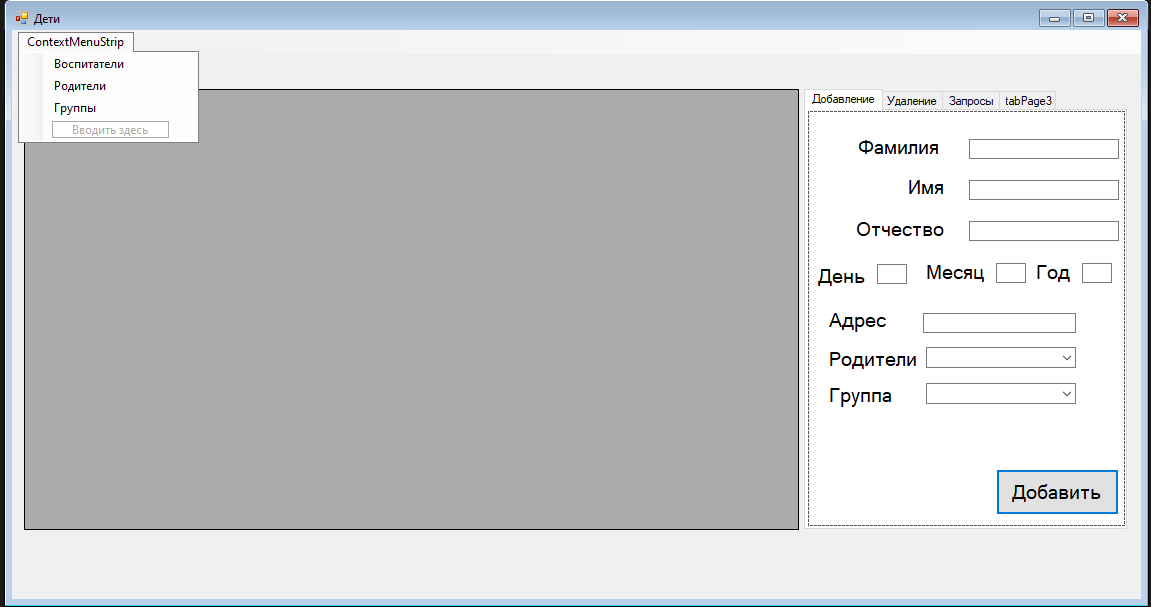 Дети
ContextMenuStrip
Воспитатели
Родители
Группы
Вводить здесь
Добавление Удаление Запросы tabPage3
Фамилия
Имя
Отчество
День Месяц Год
Адрес
Родители
Группа
Добавить